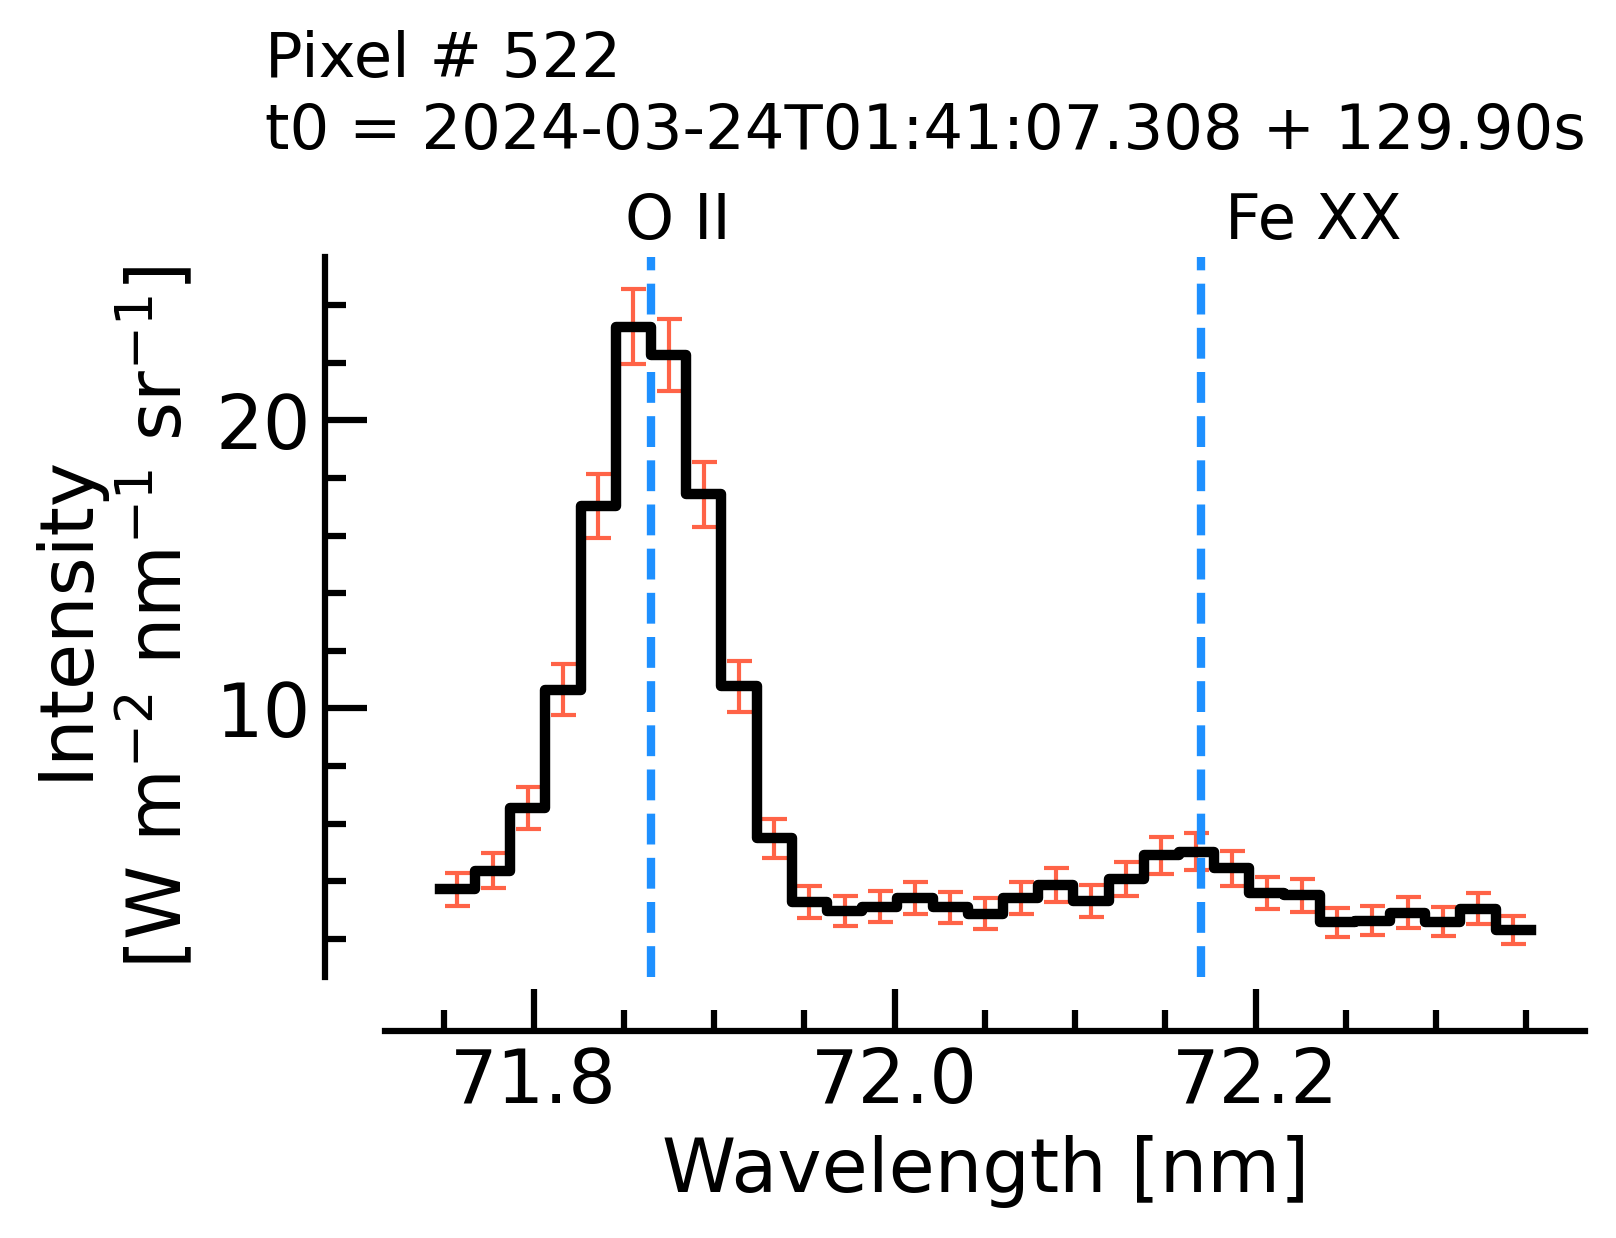 Pixel # 522
t0 = 2024-03-24T01:41:07.308 + 129.90s
O II
Fe XX
Intensity
[W m⁻² nm⁻¹ sr⁻¹]
20
10
71.8
72.0
72.2
Wavelength [nm]